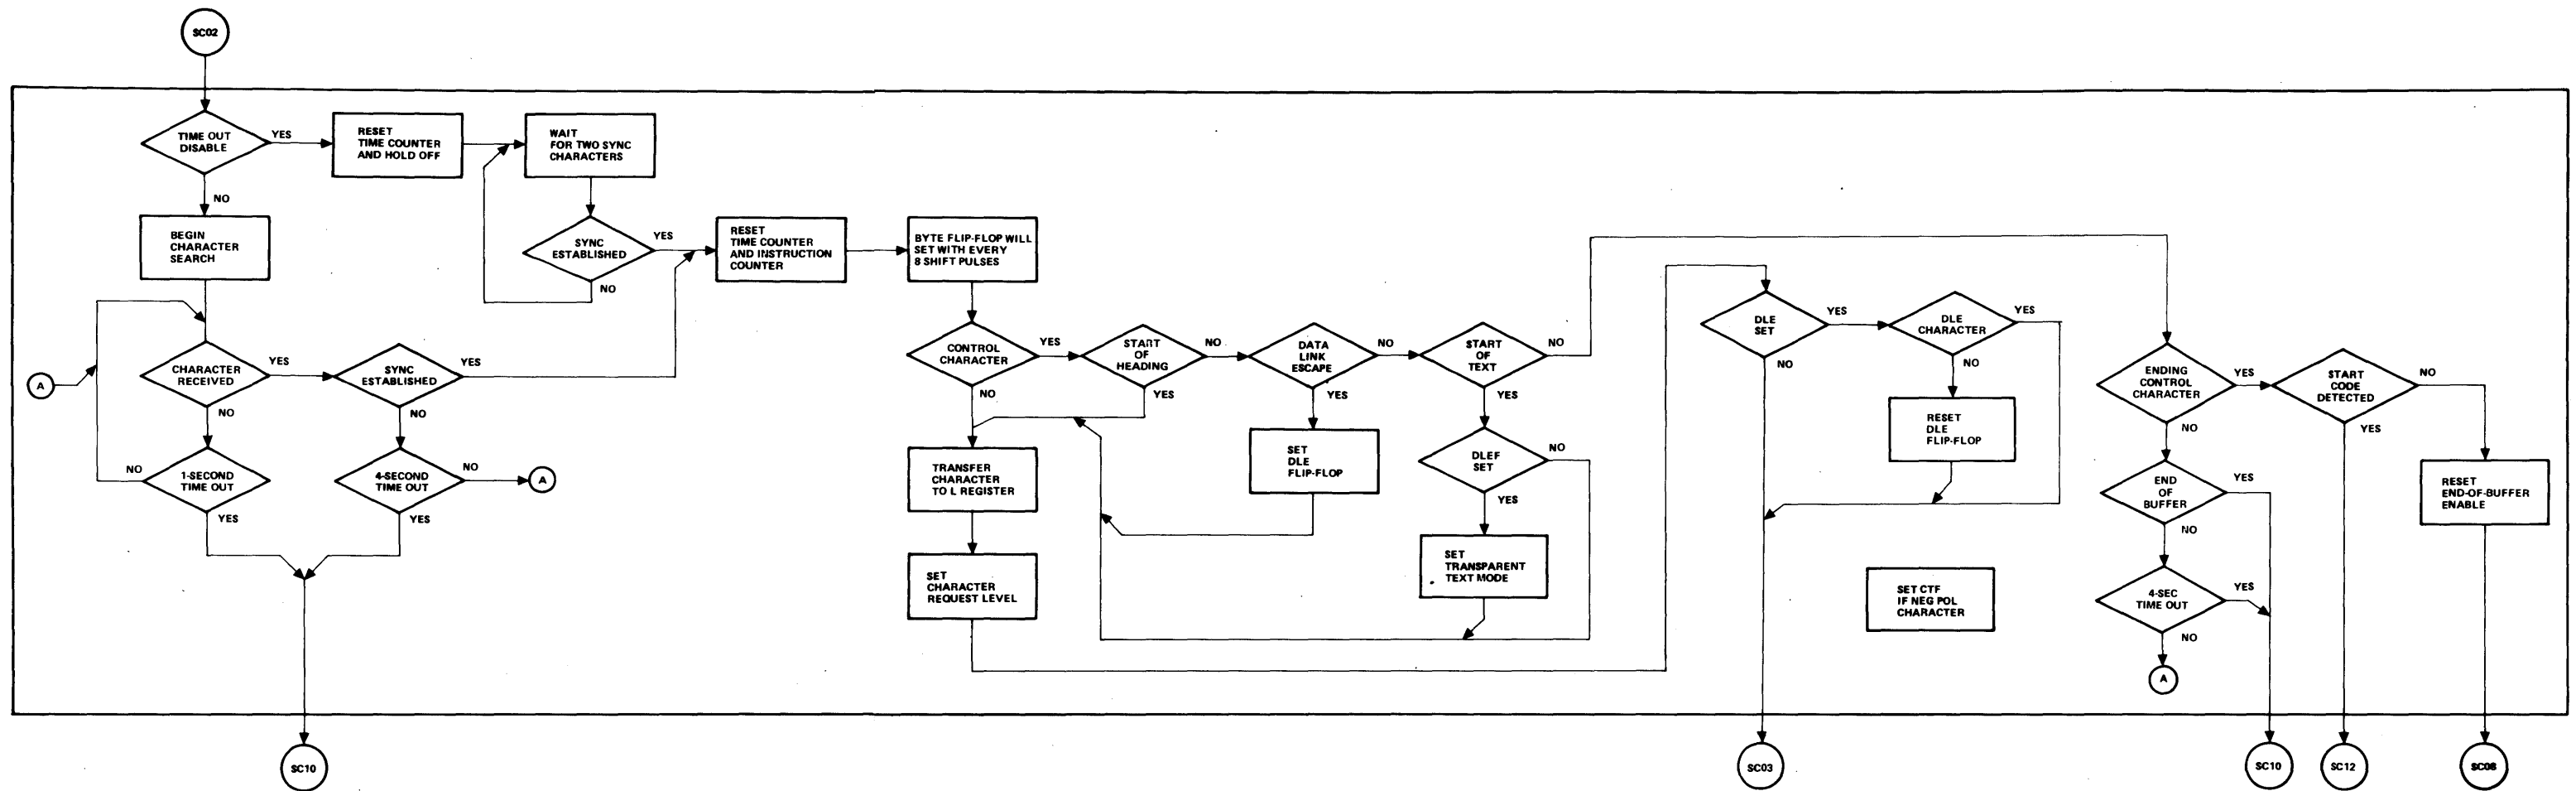 SC02
TIME OUT
DISABLE
YES
NO
RESET
TIME COUNTER
AND HOLD OFF
WAIT
FOR TWO SYNC
CHARACTERS
BEGIN
CHARACTER
SEARCH
SYNC
ESTABLISHED
YES
NO
RESET
TIME COUNTER
AND INSTRUCTION
COUNTER
BYTE FLIP-FLOP WILL
SET WITH EVERY
8 SHIFT PULSES
A
CHARACTER
RECEIVED
YES
NO
SYNC
ESTABLISHED
YES
NO
1-SECOND
TIME OUT
NO
YES
4-SECOND
TIME OUT
NO
YES
A
CONTROL
CHARACTER
YES
NO
START
OF
HEADING
NO
YES
DATA
LINK
ESCAPE
NO
YES
START
OF
TEXT
NO
YES
TRANSFER
CHARACTER
TO L REGISTER
SET
DLE
FLIP-FLOP
DLEF
SET
NO
YES
SET
CHARACTER
REQUEST LEVEL
SET
TRANSPARENT
TEXT MODE
DLE
SET
YES
NO
DLE
CHARACTER
YES
NO
RESET
DLE
FLIP-FLOP
SET CTF
IF NEG POL
CHARACTER
ENDING
CONTROL
CHARACTER
YES
NO
START
CODE
DETECTED
NO
YES
END
OF
BUFFER
YES
NO
RESET
END-OF-BUFFER
ENABLE
4-SEC
TIME OUT
YES
NO
A
SC10
SC03
SC10
SC12
SC08